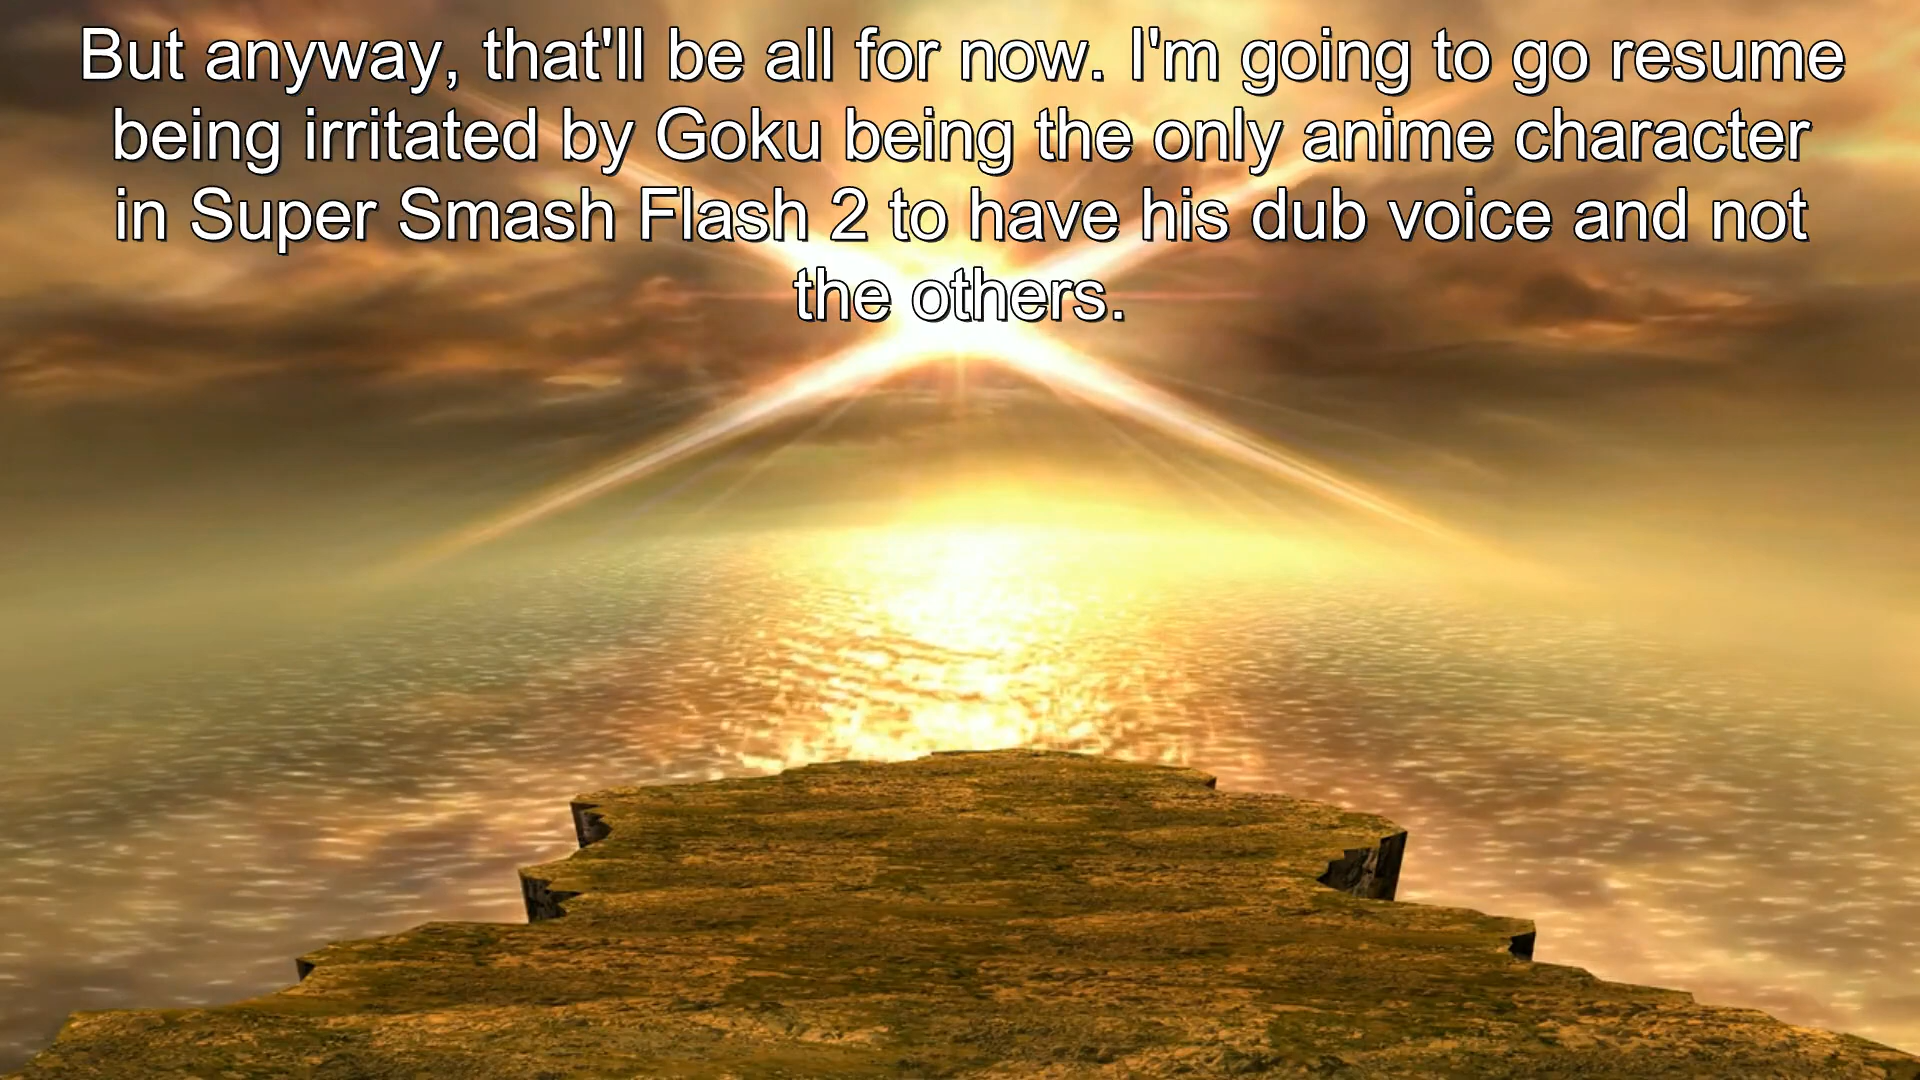 But anyway, that'll be all for now. I'm going to go resume
being irritated by Goku being the only anime character
in Super Smash Flash 2 to have his dub voice and not
the others.